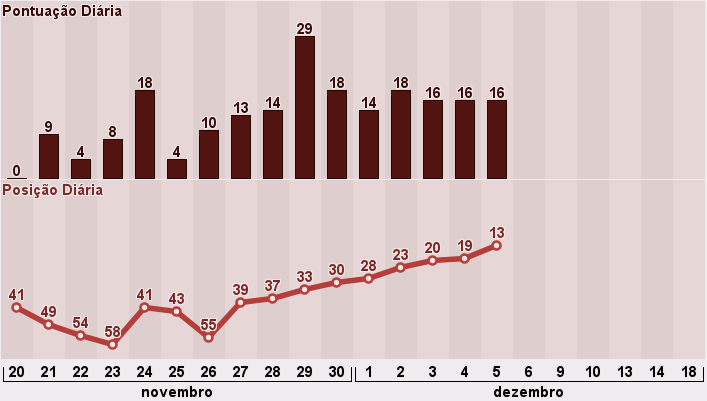 Pontuação Diária
0 9 4 8 18 4 10 13 14 29 18 14 18 16 16 16
Posição Diária
41 49 54 58 41 43 55 39 37 33 30 28 23 20 19 13
20 21 22 23 24 25 26 27 28 29 30 1 2 3 4 5 6 9 10 13 14 18
novembro dezembro